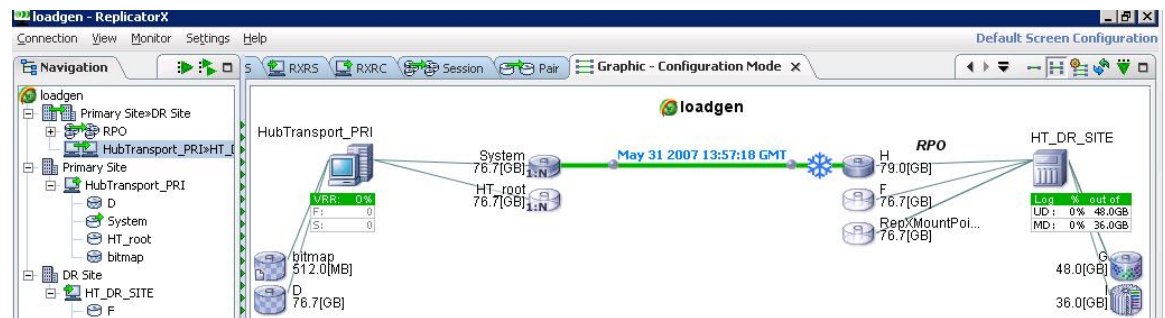 loadgen - ReplicatorX
Connection View Monitor Settings Help
Default Screen Configuration
Navigation
S
RXRS
RXRC
Session
Pair
Graphic - Configuration Mode
loadgen
Primary Site»DR Site
RPO
HubTransport_PRI»HT_D
Primary Site
HubTransport_PRI
D
System
HT_root
bitmap
DR Site
HT_DR_SITE
F
loadgen
HubTransport_PRI
VRR: 0%
F: 0
S: 0
bitmap
512.0[MB]
D
76.7[GB]
System
76.7[GB]
1:N
HT_root
76.7[GB]
1:N
May 31 2007 13:57:18 GMT
RPO
H
79.0[GB]
F
76.7[GB]
RepXMountPoi...
76.7[GB]
HT_DR_SITE
Log % out of
UD: 0% 48.0GB
MD: 0% 36.0GB
G
48.0[GB]
I
36.0[GB]